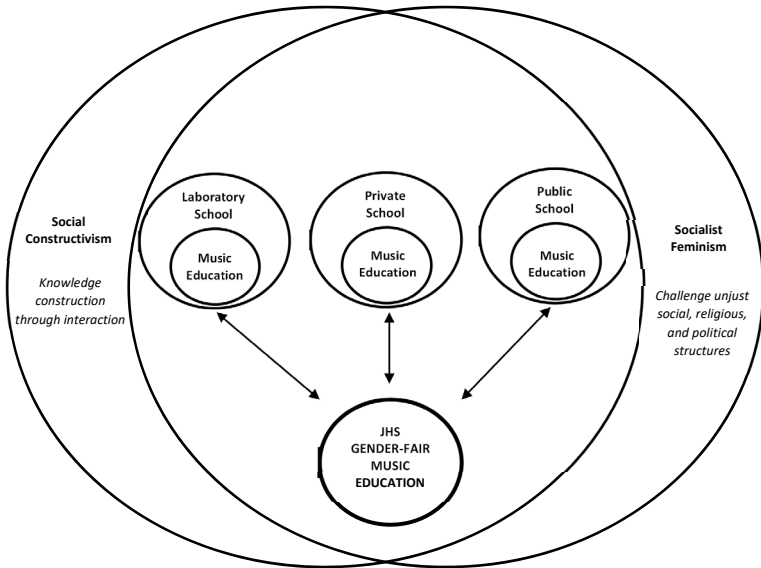 Social
Constructivism
Knowledge
construction
through interaction
Laboratory
School
Music
Education
Private
School
Music
Education
Public
School
Music
Education
Socialist
Feminism
Challenge unjust
social, religious,
and political
structures
JHS
GENDER-FAIR
MUSIC
EDUCATION